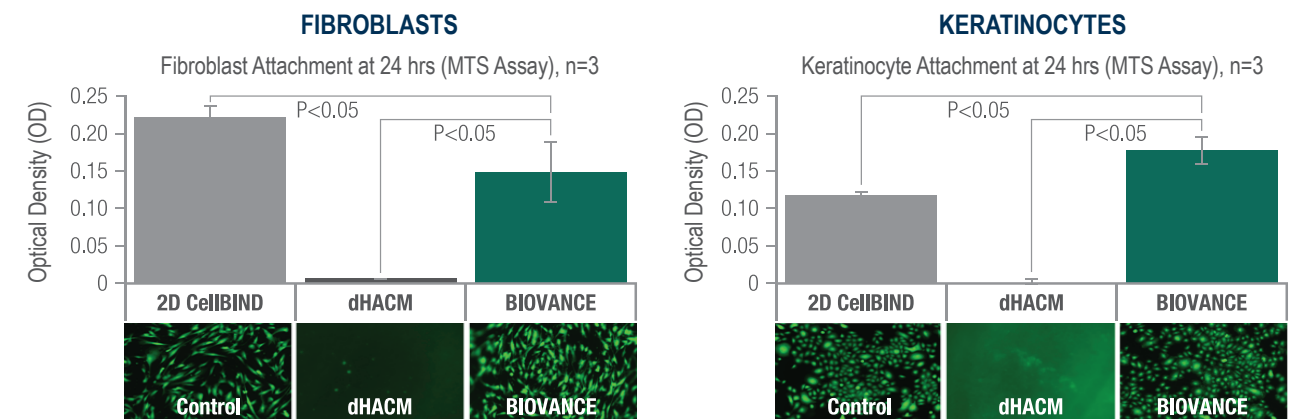 FIBROBLASTS
Fibroblast Attachment at 24 hrs (MTS Assay), n=3
Optical Density (OD)
0.25
0.20
0.15
0.10
0.05
0
P<0.05
P<0.05
2D CellBIND
dHACM
BIOVANCE
Control
dHACM
BIOVANCE
KERATINOCYTES
Keratinocyte Attachment at 24 hrs (MTS Assay), n=3
Optical Density (OD)
0.25
0.20
0.15
0.10
0.05
0
P<0.05
P<0.05
2D CellBIND
dHACM
BIOVANCE
Control
dHACM
BIOVANCE